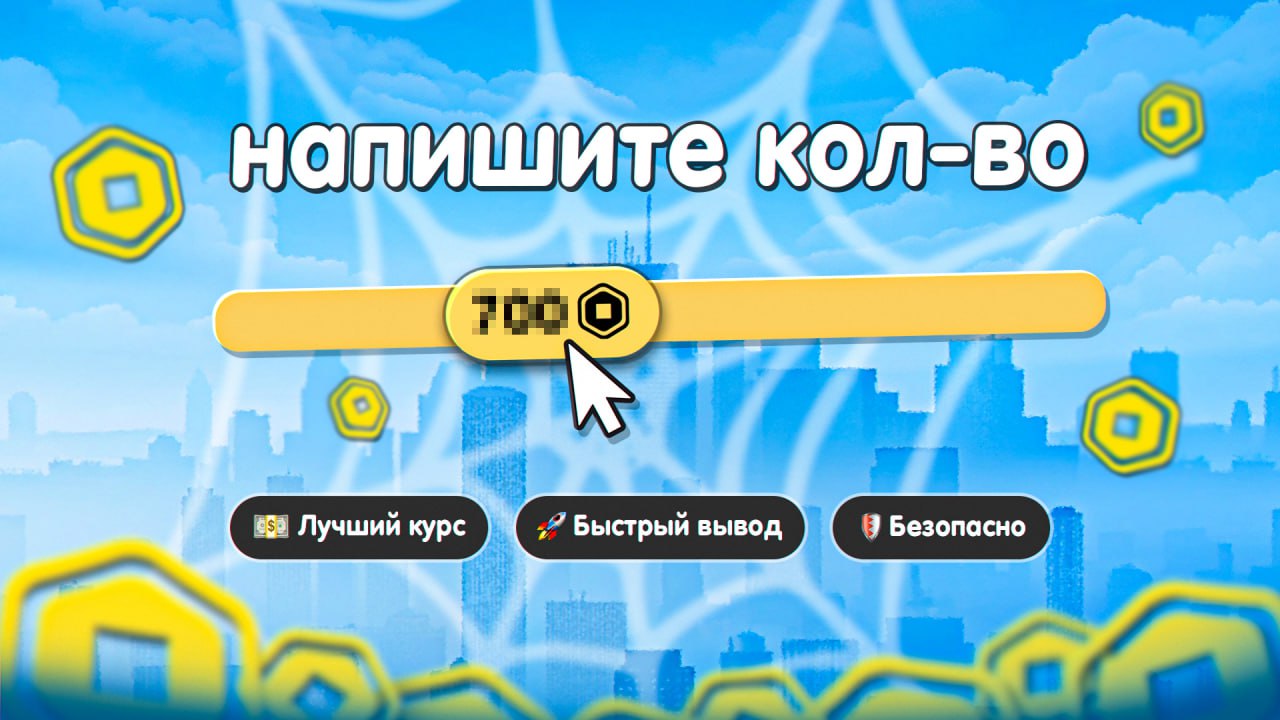 напишите кол-во
700
Лучший курс
Быстрый вывод
Безопасно